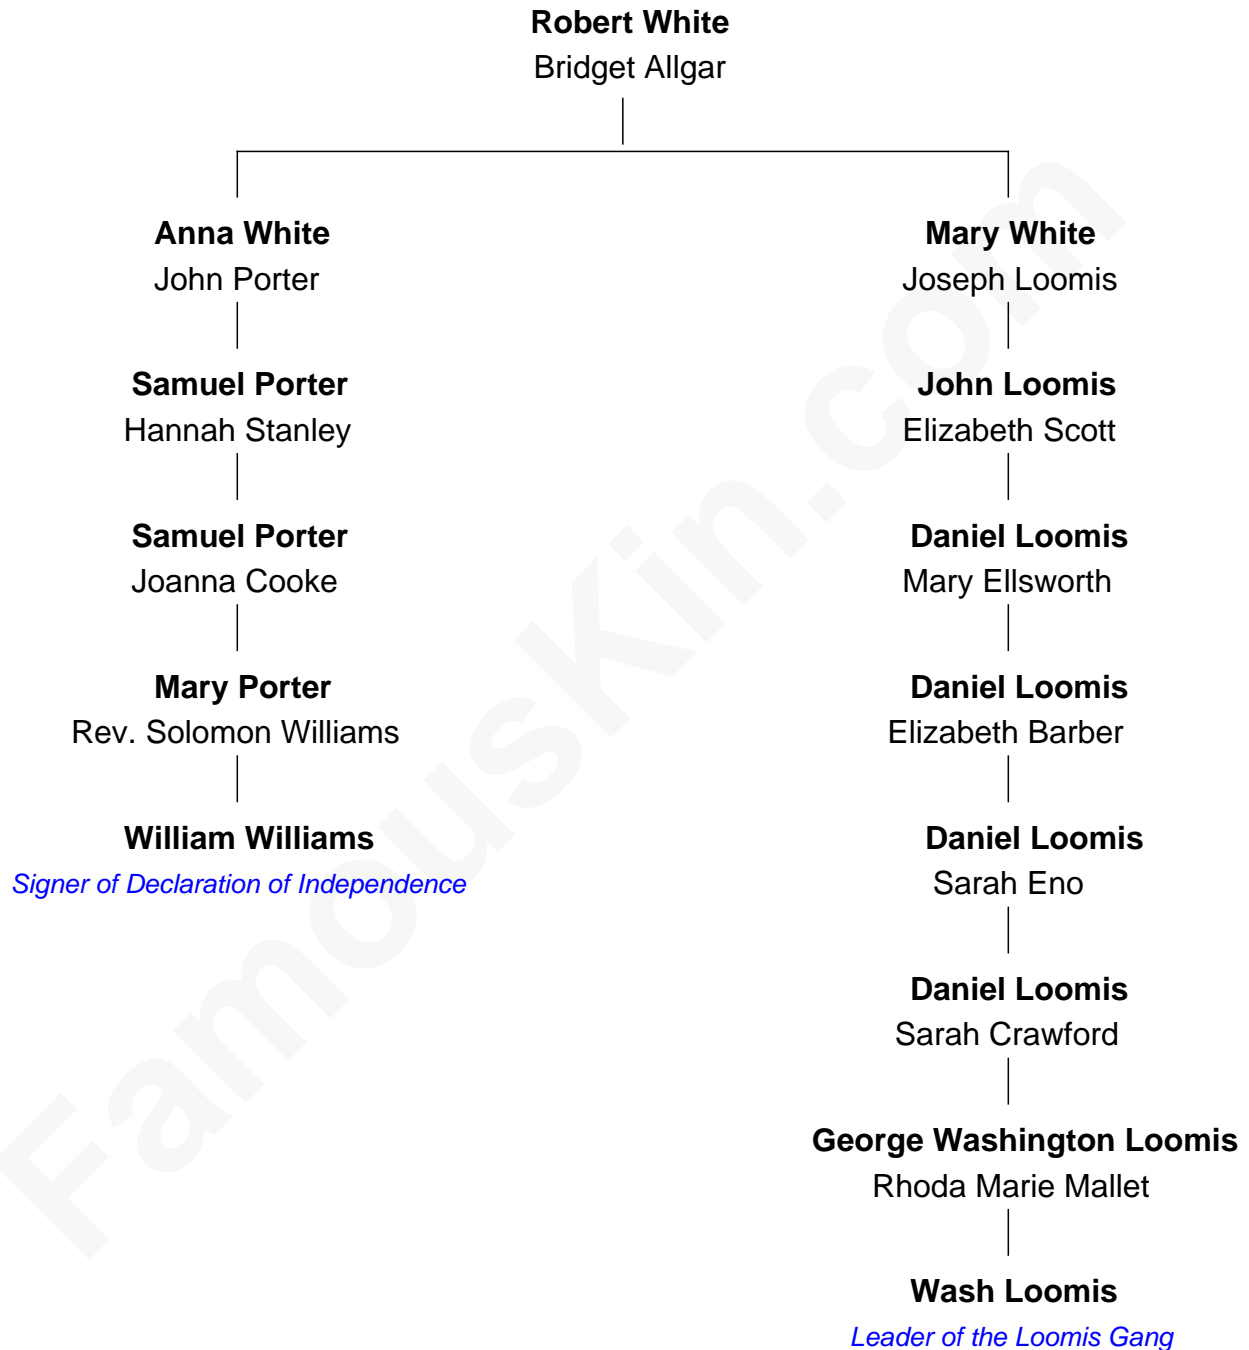 Robert White
Bridget Allgar
Anna White
John Porter
Samuel Porter
Hannah Stanley
Samuel Porter
Joanna Cooke
Mary Porter
Rev. Solomon Williams
William Williams
Signer of Declaration of Independence
Mary White
Joseph Loomis
John Loomis
Elizabeth Scott
Daniel Loomis
Mary Ellsworth
Daniel Loomis
Elizabeth Barber
Daniel Loomis
Sarah Eno
Daniel Loomis
Sarah Crawford
George Washington Loomis
Rhoda Marie Mallet
Wash Loomis
Leader of the Loomis Gang
FamousKin.com